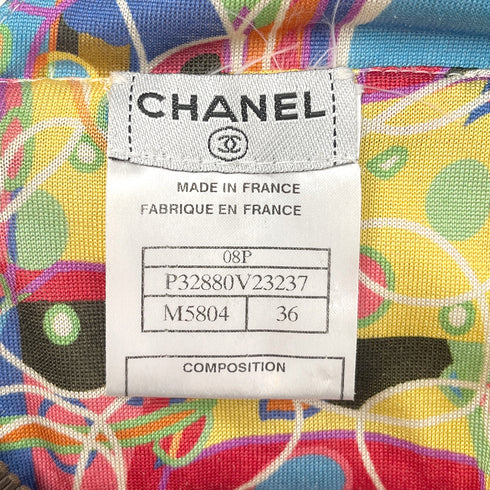 CHANEL
MADE IN FRANCE
FABRIQUE EN FRANCE
08P
P32880V23237
M5804 36
COMPOSITION